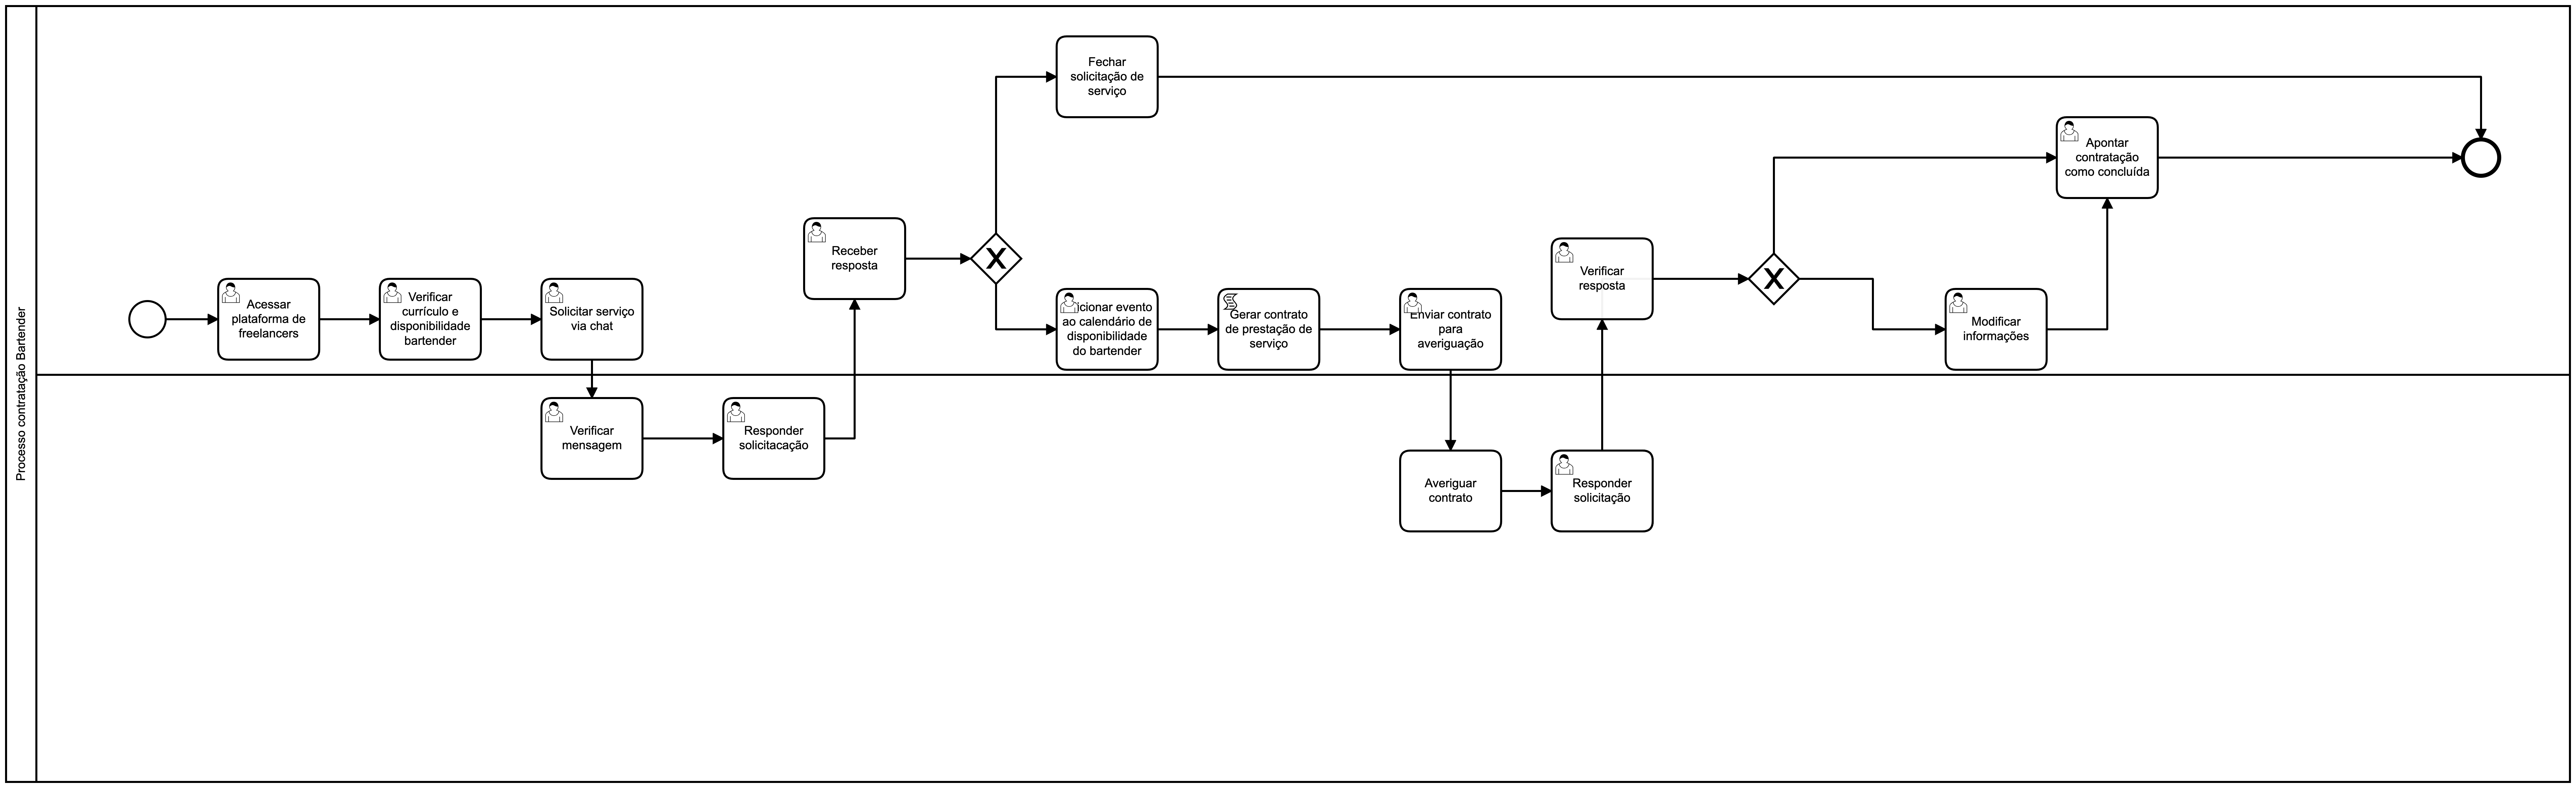 Processo contratação Bartender
Acessar
plataforma de
freelancers
Verificar
currículo e
disponibilidade
bartender
Solicitar serviço
via chat
Verificar
mensagem
Responder
solicitacação
Receber
resposta
Fechar
solicitação de
serviço
icionar evento
ao calendário de
disponibilidade
do bartender
Gerar contrato
de prestação de
serviço
Enviar contrato
para
averiguação
Averiguar
contrato
Responder
solicitação
Verificar
resposta
Modificar
informações
Apontar
contratação
como concluída